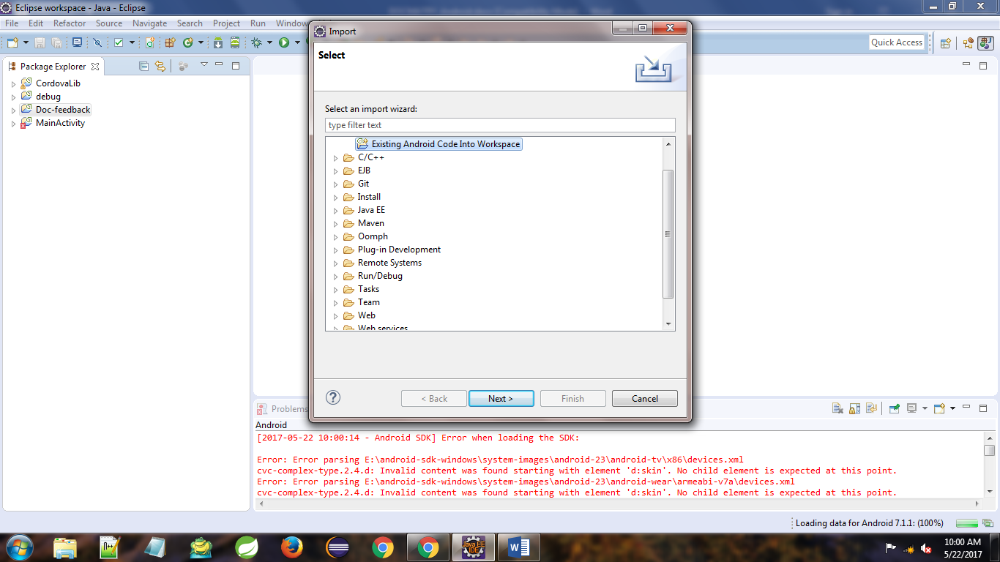 Eclipse workspace - Java - Eclipse
File Edit Refactor Source Navigate Search Project Run Window
Import
Quick Access
Select
Package Explorer
CordovaLib
debug
Doc-feedback
MainActivity
Select an import wizard:
type filter text
Existing Android Code Into Workspace
C/C++
EJB
Git
Install
Java EE
Maven
Oomph
Plug-in Development
Remote Systems
Run/Debug
Tasks
Team
Web
Web services
< Back Next > Finish Cancel
Problems
Android
[2017-05-22 10:00:14 - Android SDK] Error when loading the SDK:
Error: Error parsing E:\android-sdk-windows\system-images\android-23\android-tv\x86\devices.xml
cvc-complex-type.2.4.d: Invalid content was found starting with element 'd:skin'. No child element is expected at this point.
Error: Error parsing E:\android-sdk-windows\system-images\android-23\android-wear\armeabi-v7a\devices.xml
cvc-complex-type.2.4.d: Invalid content was found starting with element 'd:skin'. No child element is expected at this point.
Loading data for Android 7.1.1: (100%)
Java EE
IDE
10:00 AM
5/22/2017